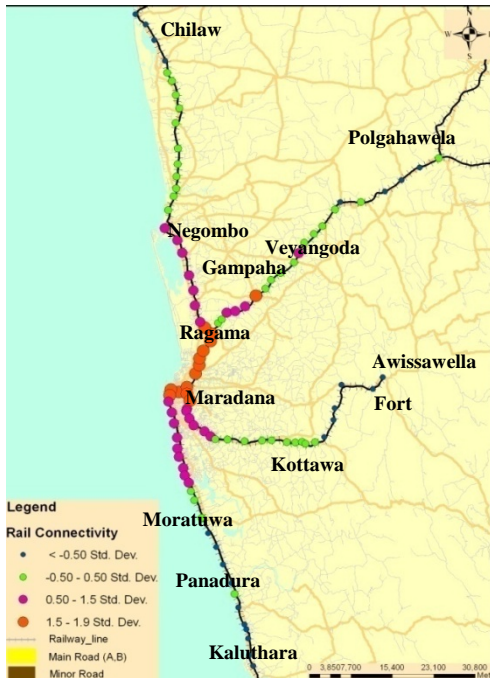 N
W
S
Chilaw
Polgahawela
Negombo
Veyangoda
Gampaha
Ragama
Awissawella
Maradana
Fort
Kottawa
Moratuwa
Panadura
Kaluthara
Legend
Rail Connectivity
< -0.50 Std. Dev.
-0.50 - 0.50 Std. Dev.
0.50 - 1.5 Std. Dev.
1.5 - 1.9 Std. Dev.
Railway_line
Main Road (A,B)
Minor Road
0 3,8507,700 15,400 23,100 30,800
Met